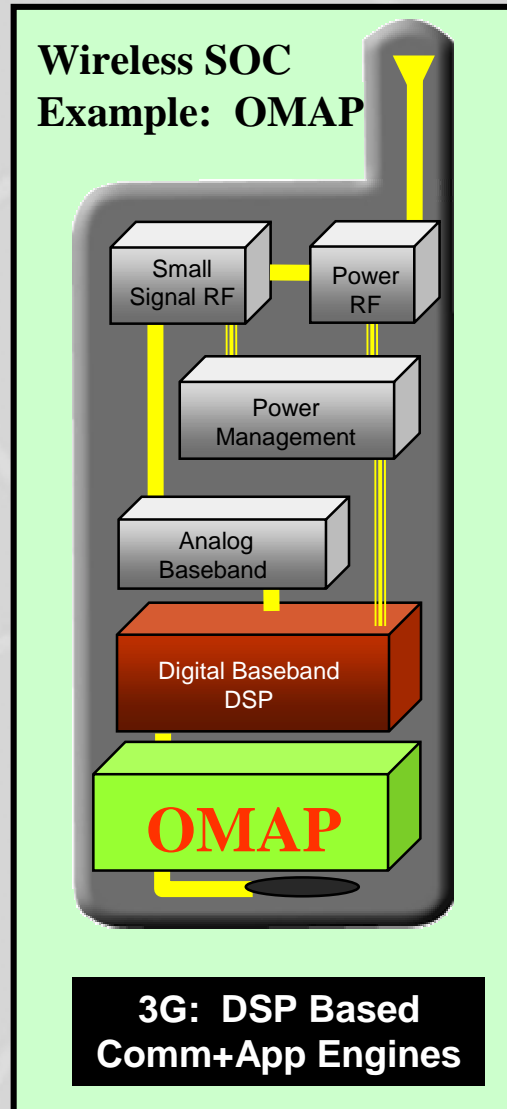 Wireless SOC
Example: OMAP
Small
Signal RF
Power
RF
Power
Management
Analog
Baseband
Digital Baseband
DSP
OMAP
3G: DSP Based
Comm+App Engines